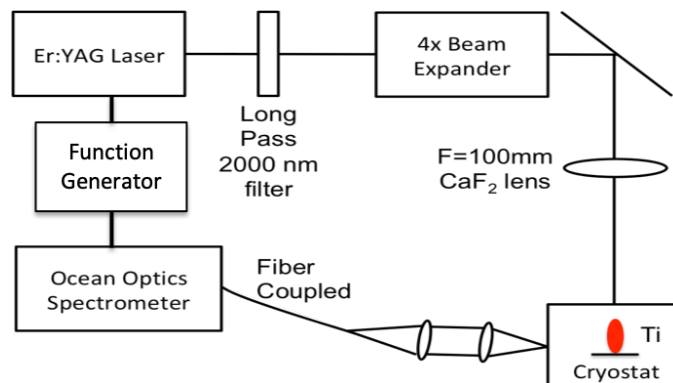 Er:YAG Laser
Long
Pass
2000 nm
filter
4x Beam
Expander
F=100mm
CaF₂ lens
Function
Generator
Ocean Optics
Spectrometer
Fiber
Coupled
Ti
Cryostat